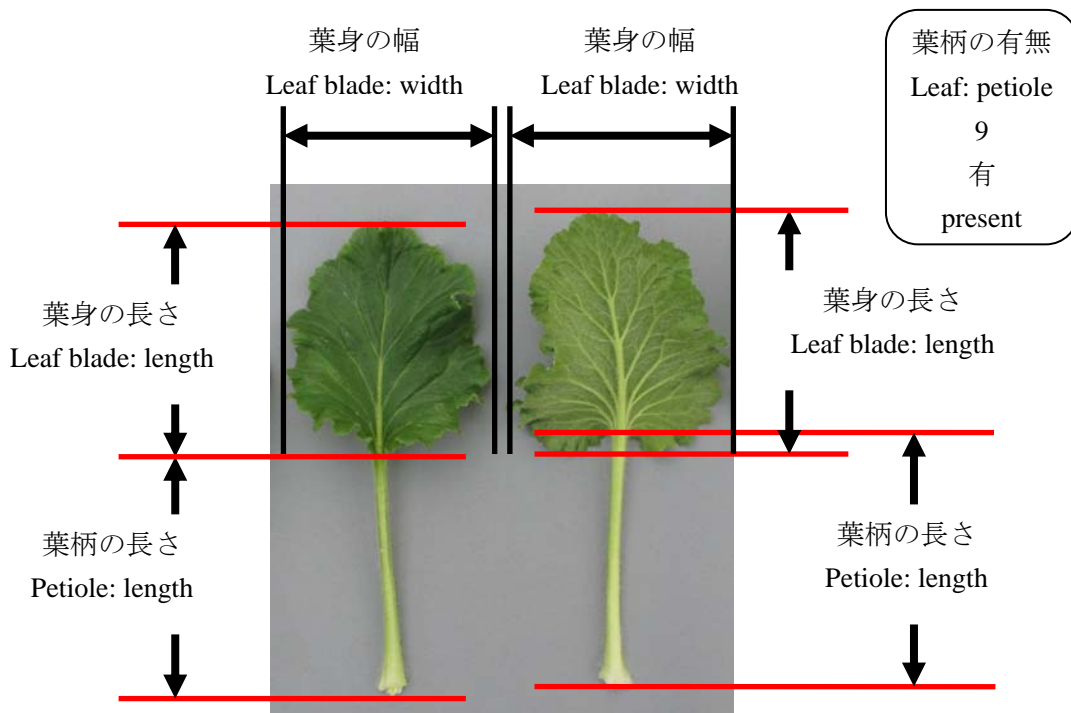 葉身の幅
Leaf blade: width
葉身の幅
Leaf blade: width
葉柄の有無
Leaf: petiole
9
有
present
葉身の長さ
Leaf blade: length
葉身の長さ
Leaf blade: length
葉柄の長さ
Petiole: length
葉柄の長さ
Petiole: length